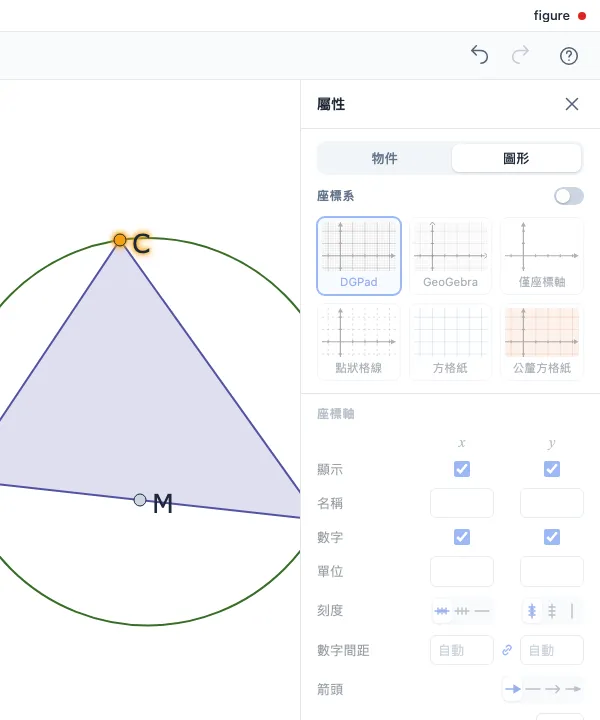 figure
屬性
物件 圖形
座標系
DGPad GeoGebra 僅座標軸
點狀格線 方格紙 公釐方格紙
C
M
座標軸
x y
顯示
名稱
數字
單位
刻度
數字間距 自動 自動
箭頭